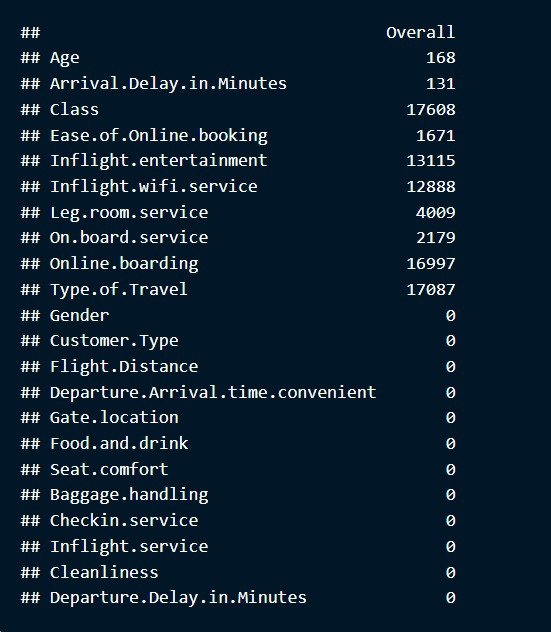 ## Overall
## Age 168
## Arrival.Delay.in.Minutes 131
## Class 17608
## Ease.of.Online.booking 1671
## Inflight.entertainment 13115
## Inflight.wifi.service 12888
## Leg.room.service 4009
## On.board.service 2179
## Online.boarding 16997
## Type.of.Travel 17087
## Gender 0
## Customer.Type 0
## Flight.Distance 0
## Departure.Arrival.time.convenient 0
## Gate.location 0
## Food.and.drink 0
## Seat.comfort 0
## Baggage.handling 0
## Checkin.service 0
## Inflight.service 0
## Cleanliness 0
## Departure.Delay.in.Minutes 0